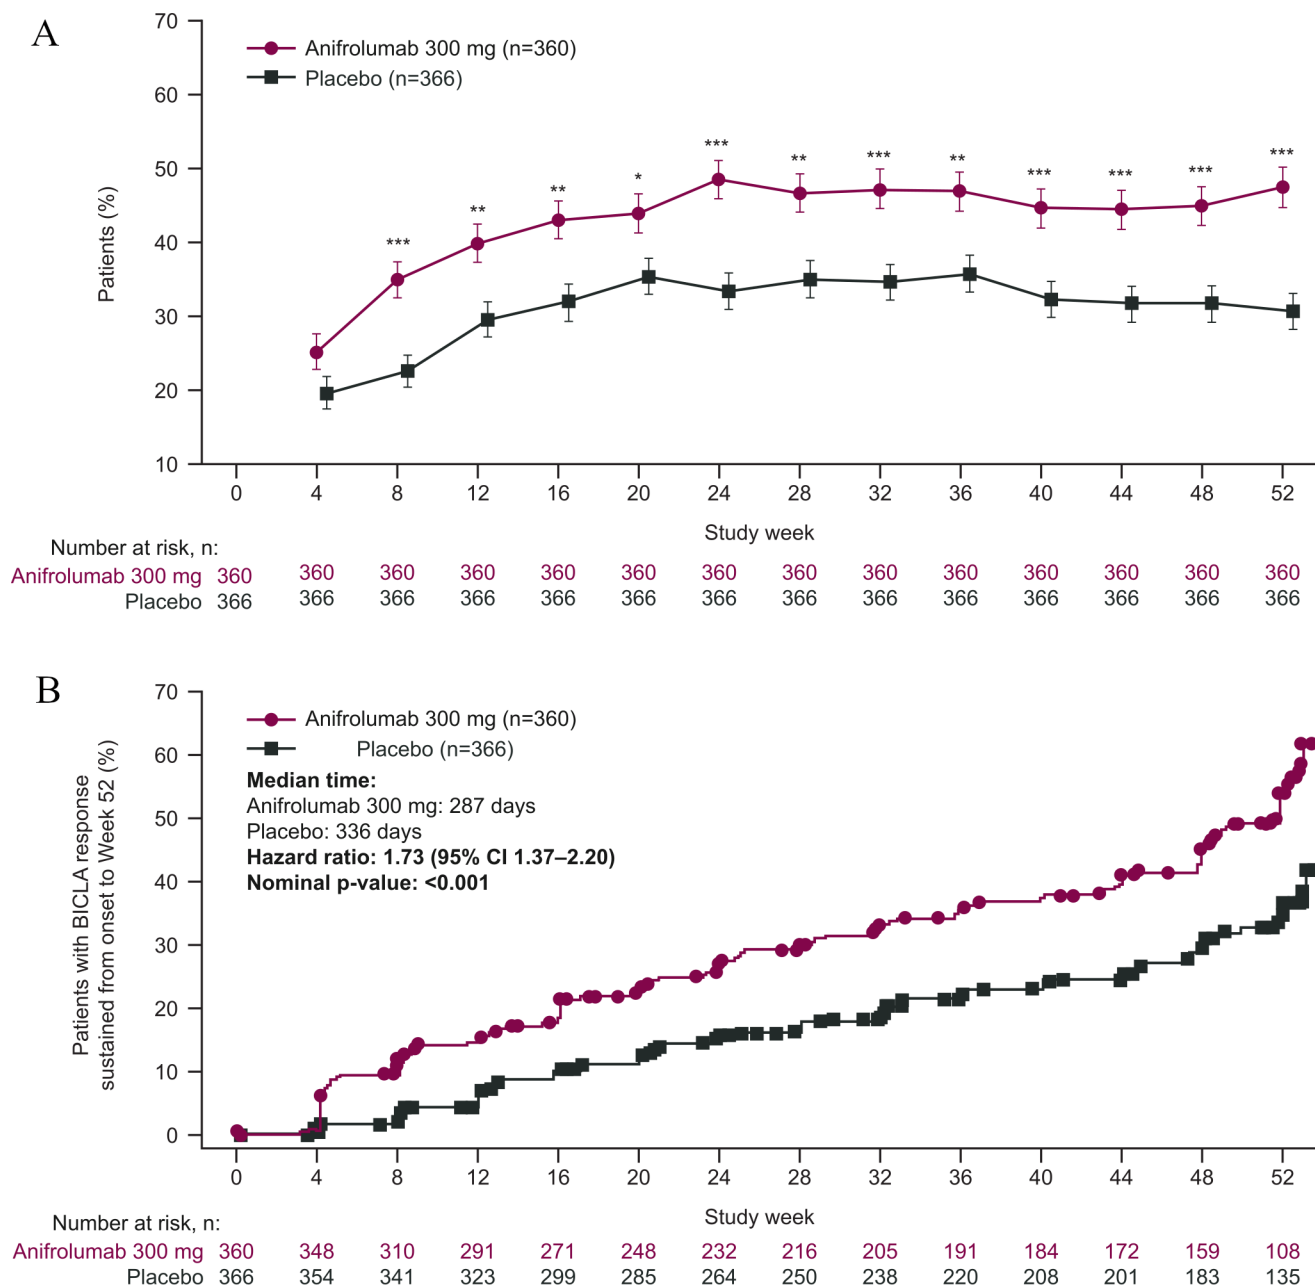 A
70
60
50
40
30
20
10
Patients (%)
Anifrolumab 300 mg (n=360)
Placebo (n=366)
*** ** ** * *** ** *** ** *** *** *** ***
0 4 8 12 16 20 24 28 32 36 40 44 48 52
Study week
Number at risk, n:
Anifrolumab 300 mg 360 360 360 360 360 360 360 360 360 360 360 360 360 360
Placebo 366 366 366 366 366 366 366 366 366 366 366 366 366 366
B
70
60
50
40
30
20
10
0
Patients with BICLA response
sustained from onset to Week 52 (%)
Anifrolumab 300 mg (n=360)
Placebo (n=366)
Median time:
Anifrolumab 300 mg: 287 days
Placebo: 336 days
Hazard ratio: 1.73 (95% CI 1.37–2.20)
Nominal p-value: <0.001
0 4 8 12 16 20 24 28 32 36 40 44 48 52
Study week
Number at risk, n:
Anifrolumab 300 mg 360 348 310 291 271 248 232 216 205 191 184 172 159 108
Placebo 366 354 341 323 299 285 264 250 238 220 208 201 183 135